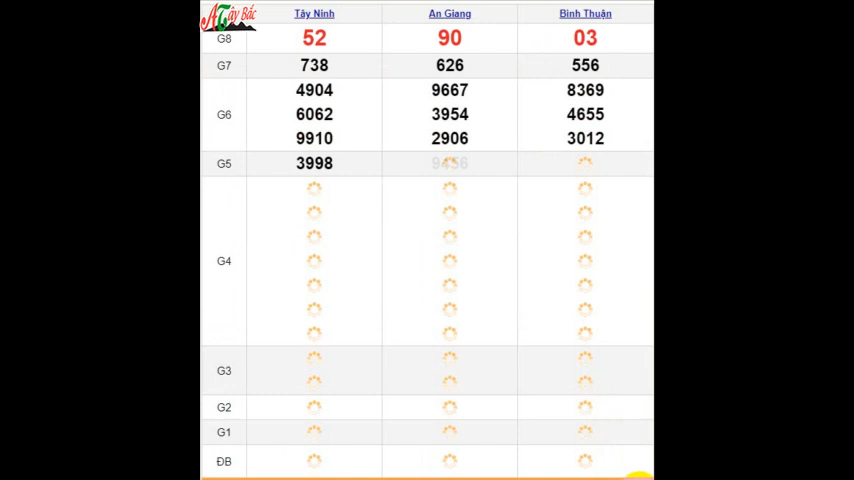 A Tây Bắc
Tây Ninh An Giang Bình Thuận
G8 52 90 03
G7 738 626 556
4904 9667 8369
G6 6062 3954 4655
9910 2906 3012
G5 3998
G4
G3
G2
G1
ĐB